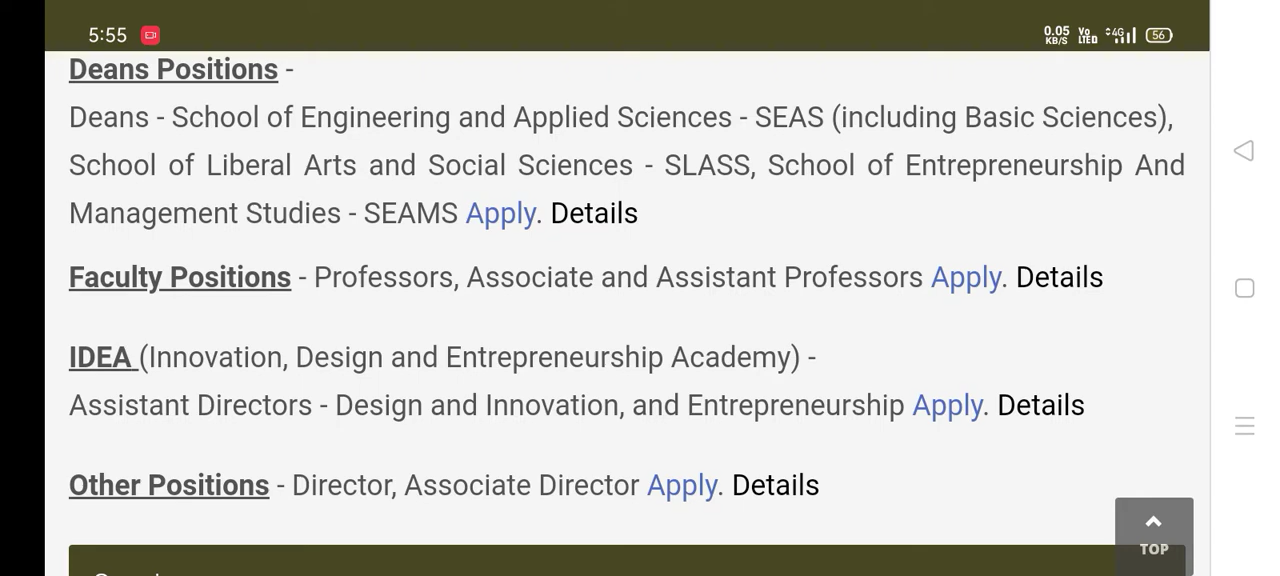 5:55 0.05 KB/S Vo LTED 4G 56
Deans Positions -
Deans - School of Engineering and Applied Sciences - SEAS (including Basic Sciences),
School of Liberal Arts and Social Sciences - SLASS, School of Entrepreneurship And
Management Studies - SEAMS Apply. Details
Faculty Positions - Professors, Associate and Assistant Professors Apply. Details
IDEA (Innovation, Design and Entrepreneurship Academy) -
Assistant Directors - Design and Innovation, and Entrepreneurship Apply. Details
Other Positions - Director, Associate Director Apply. Details
TOP